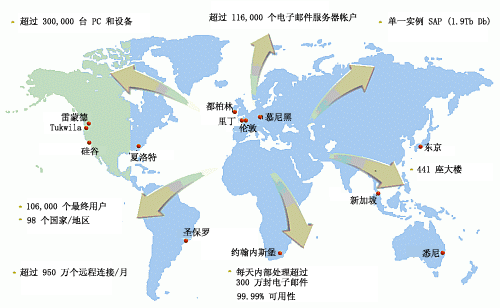 超过 300,000 台 PC 和设备
超过 116,000 个电子邮件服务器帐户
单一实例 SAP (1.9Tb Db)
雷蒙德
Tukwila
硅谷
夏洛特
都柏林
里丁
伦敦
慕尼黑
东京
441 座大楼
新加坡
106,000 个最终用户
98 个国家/地区
圣保罗
约翰内斯堡
悉尼
超过 950 万个远程连接/月
每天内部处理超过
300 万封电子邮件
99.99% 可用性